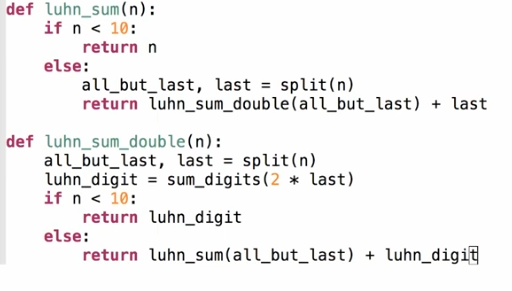 def luhn_sum(n):
    if n < 10:
        return n
    else:
        all_but_last, last = split(n)
        return luhn_sum_double(all_but_last) + last
def luhn_sum_double(n):
    all_but_last, last = split(n)
    luhn_digit = sum_digits(2 * last)
    if n < 10:
        return luhn_digit
    else:
        return luhn_sum(all_but_last) + luhn_digit